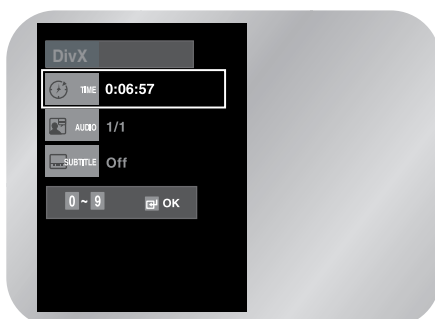 DivX
TIME 0:06:57
AUDIO 1/1
SUBTITLE Off
0 ~ 9 OK